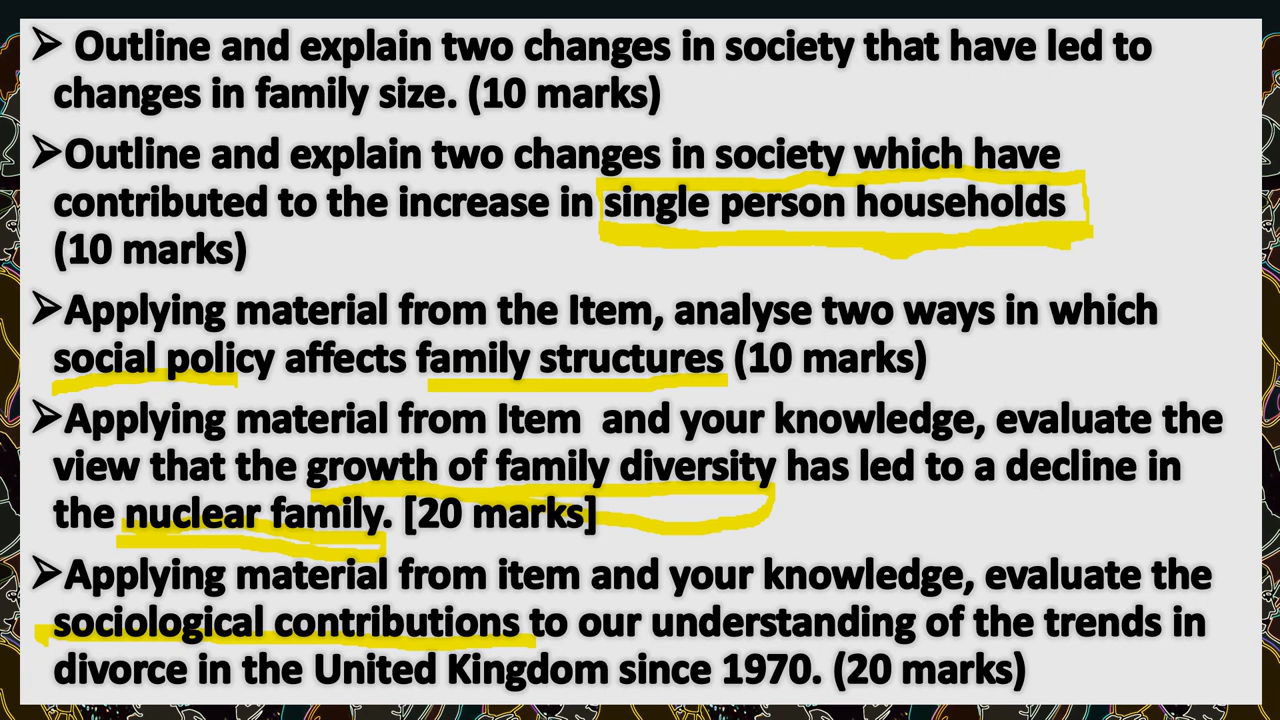 ➢ Outline and explain two changes in society that have led to
changes in family size. (10 marks)
➢Outline and explain two changes in society which have
contributed to the increase in single person households
(10 marks)
➢Applying material from the Item, analyse two ways in which
social policy affects family structures (10 marks)
➢Applying material from Item  and your knowledge, evaluate the
view that the growth of family diversity has led to a decline in
the nuclear family. [20 marks]
➢Applying material from item and your knowledge, evaluate the
sociological contributions to our understanding of the trends in
divorce in the United Kingdom since 1970. (20 marks)